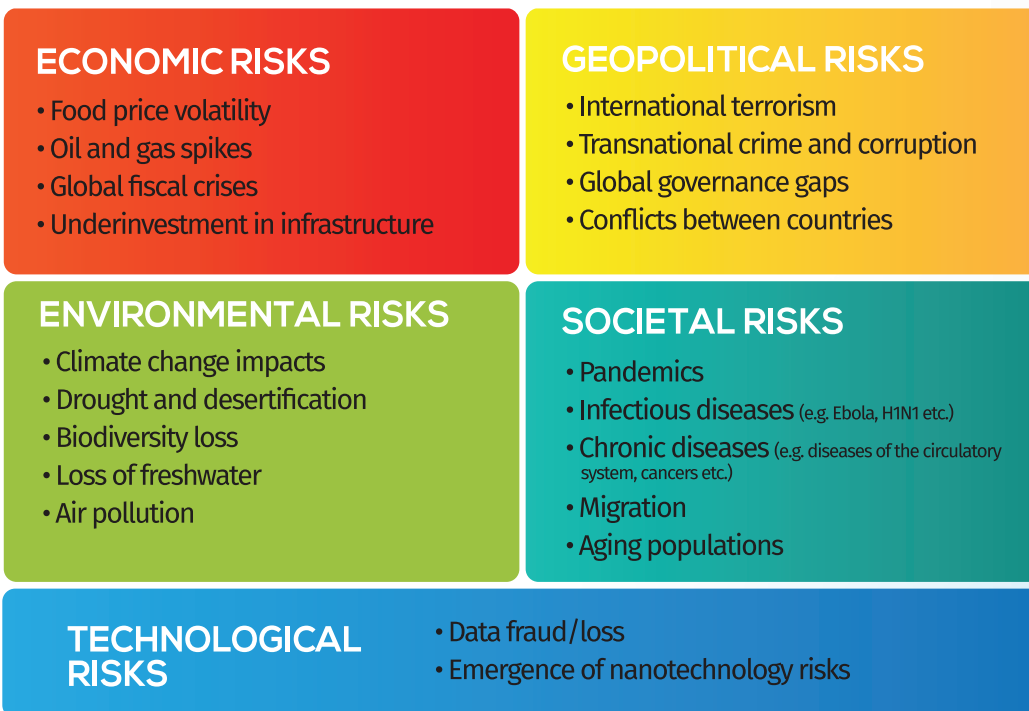 ECONOMIC RISKS
• Food price volatility
• Oil and gas spikes
• Global fiscal crises
• Underinvestment in infrastructure
GEOPOLITICAL RISKS
• International terrorism
• Transnational crime and corruption
• Global governance gaps
• Conflicts between countries
ENVIRONMENTAL RISKS
• Climate change impacts
• Drought and desertification
• Biodiversity loss
• Loss of freshwater
• Air pollution
SOCIETAL RISKS
• Pandemics
• Infectious diseases (e.g. Ebola, H1N1 etc.)
• Chronic diseases (e.g. diseases of the circulatory
system, cancers etc.)
• Migration
• Aging populations
TECHNOLOGICAL
RISKS
• Data fraud/loss
• Emergence of nanotechnology risks